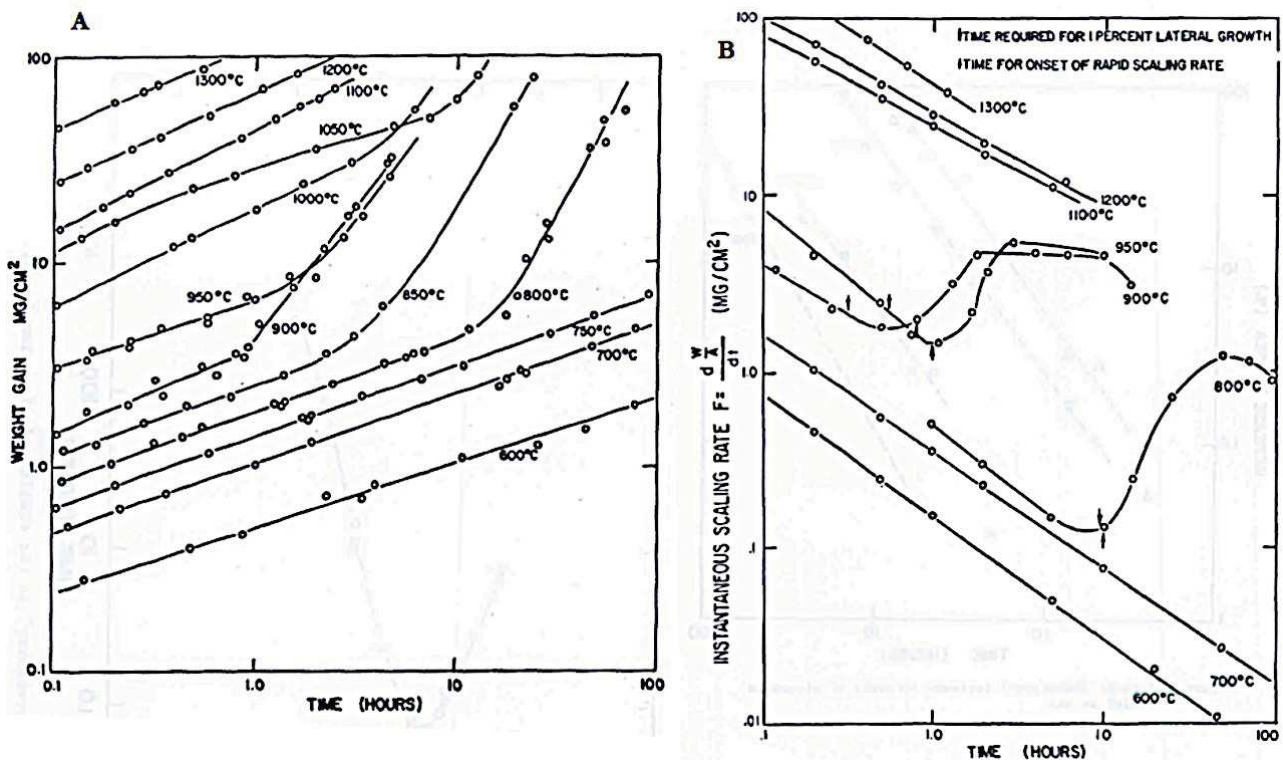 A
WEIGHT GAIN MG/CM²
100
10
1.0
0.1
1300°C
1200°C
1100°C
1050°C
1000°C
950°C
900°C
850°C
800°C
750°C
700°C
600°C
0.1
1.0
10
100
TIME (HOURS)
B
INSTANTANEOUS SCALING RATE F = d W/A / dt (MG/CM²)
100
10
1.0
.1
.01
TIME REQUIRED FOR 1 PERCENT LATERAL GROWTH
TIME FOR ONSET OF RAPID SCALING RATE
1300°C
1200°C
1100°C
950°C
900°C
800°C
700°C
600°C
.1
1.0
10
100
TIME (HOURS)